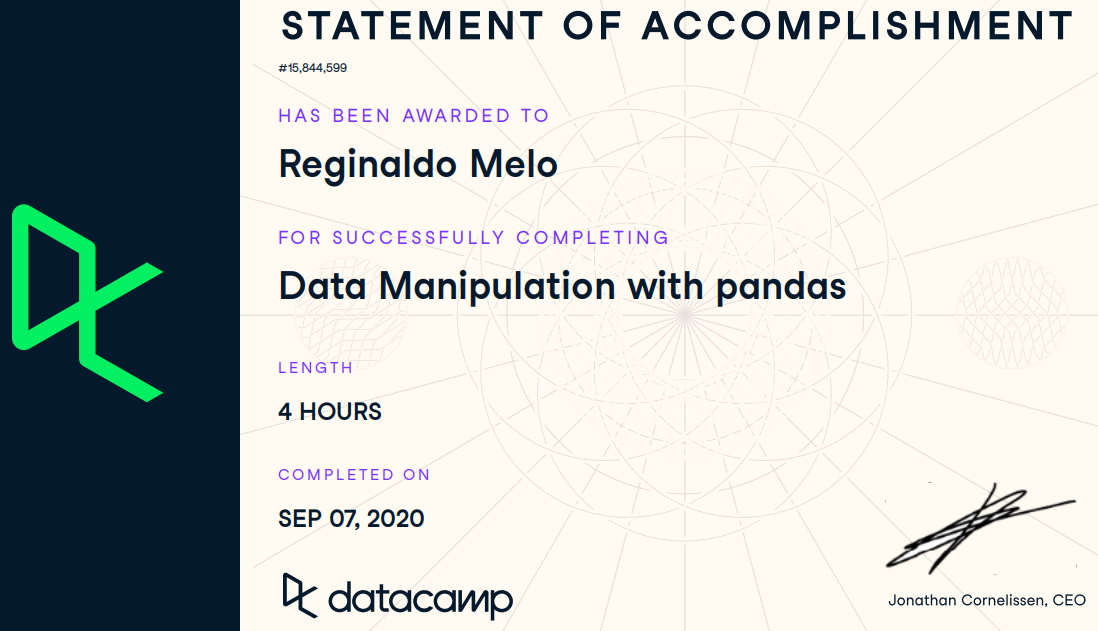 STATEMENT OF ACCOMPLISHMENT
#15,844,599
HAS BEEN AWARDED TO
Reginaldo Melo
FOR SUCCESSFULLY COMPLETING
Data Manipulation with pandas
LENGTH
4 HOURS
COMPLETED ON
SEP 07, 2020
datacamp
Jonathan Cornelissen, CEO